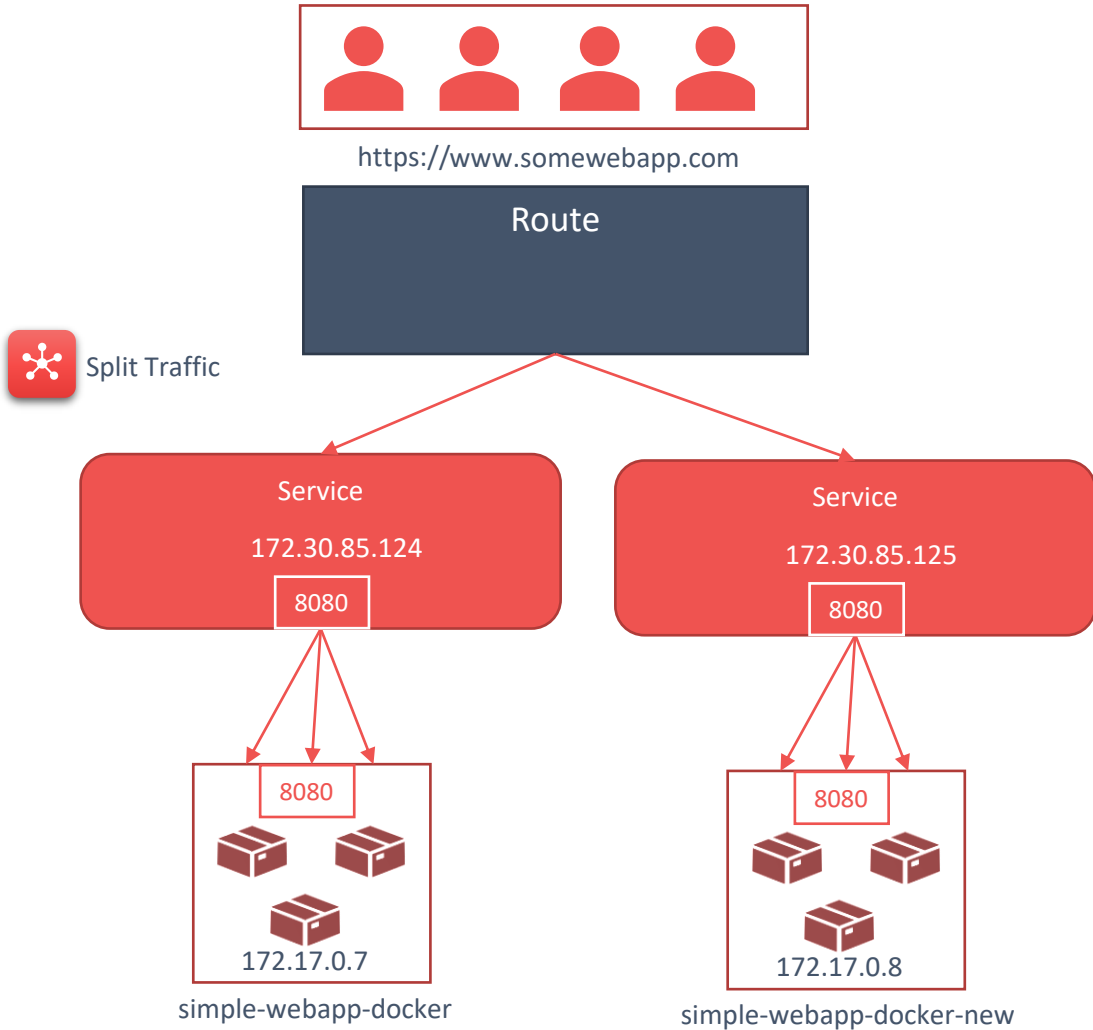 https://www.somewebapp.com
Route
Split Traffic
Service
172.30.85.124
8080
Service
172.30.85.125
8080
8080
172.17.0.7
simple-webapp-docker
8080
172.17.0.8
simple-webapp-docker-new